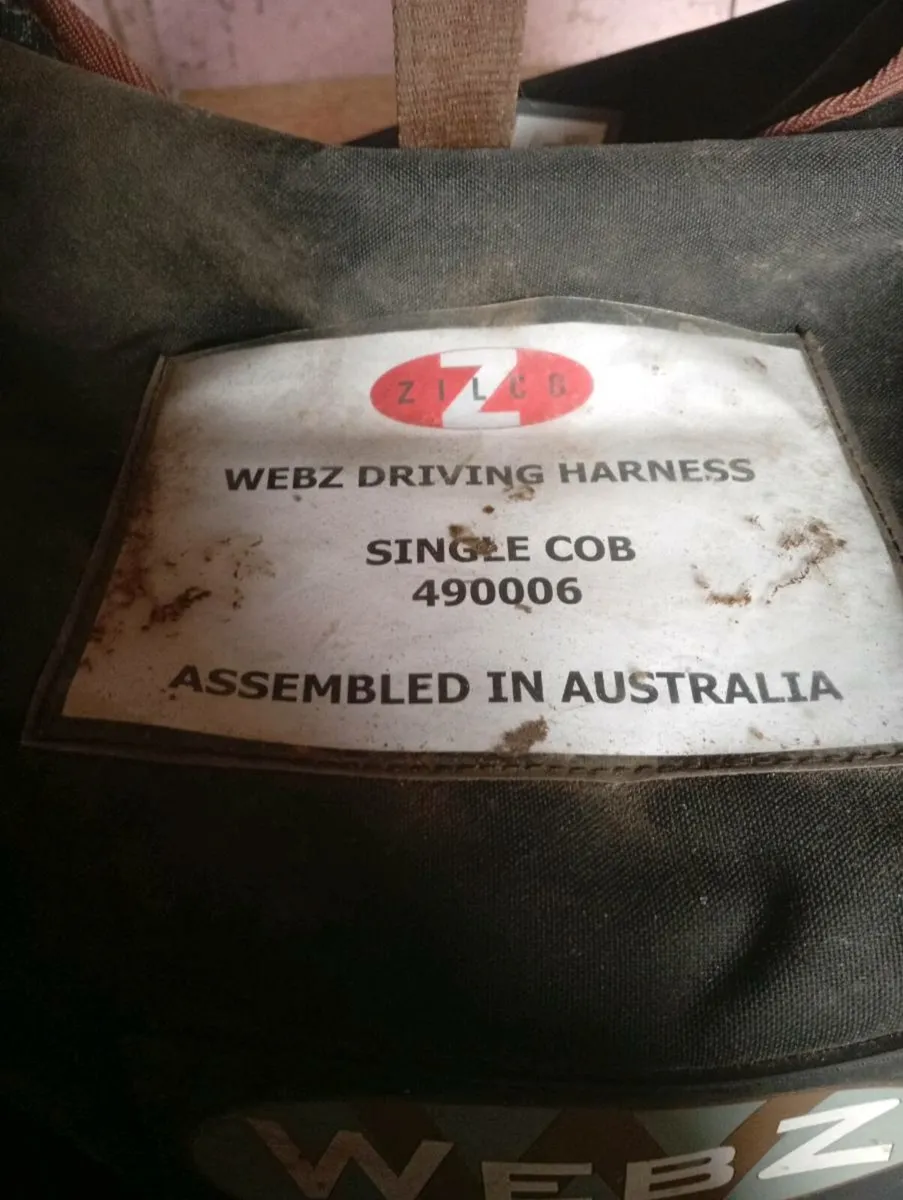 ZILCO
WEBZ DRIVING HARNESS
SINGLE COB
490006
ASSEMBLED IN AUSTRALIA
WEBZ